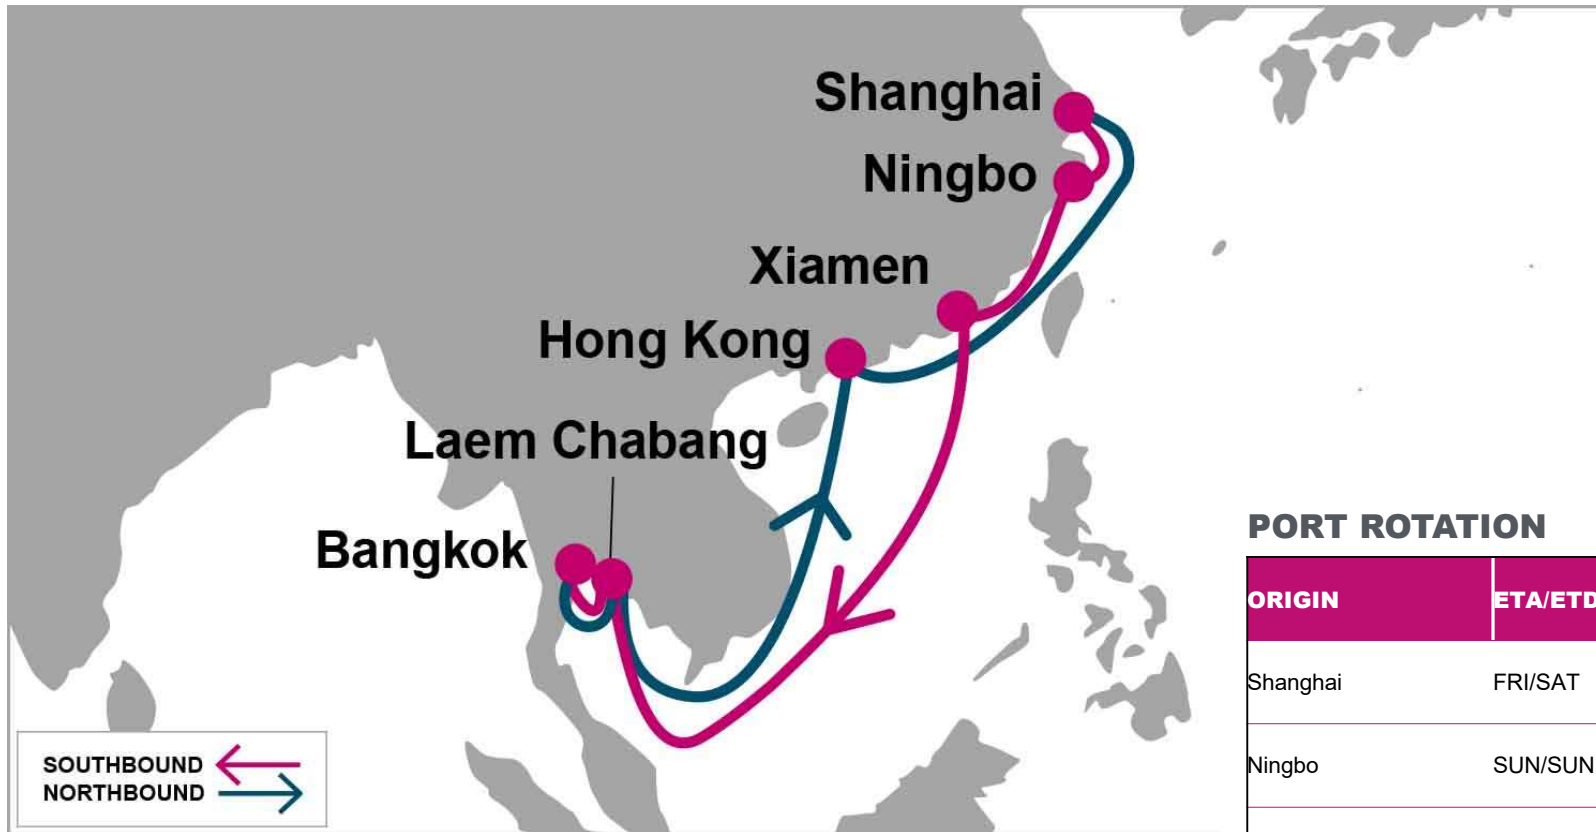 Shanghai
Ningbo
Xiamen
Hong Kong
Laem Chabang
Bangkok
SOUTHBOUND
NORTHBOUND
PORT ROTATION
ORIGIN ETA/ETD
Shanghai FRI/SAT
Ningbo SUN/SUN